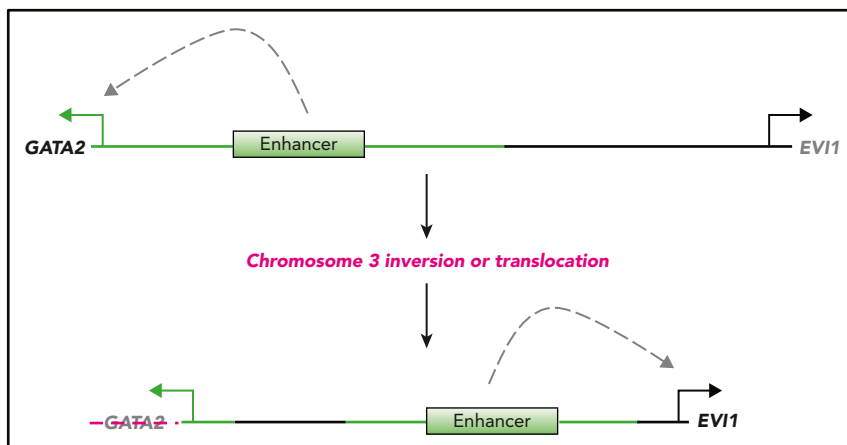 Enhancer
GATA2
EVI1
Chromosome 3 inversion or translocation
GATA2
Enhancer
EVI1